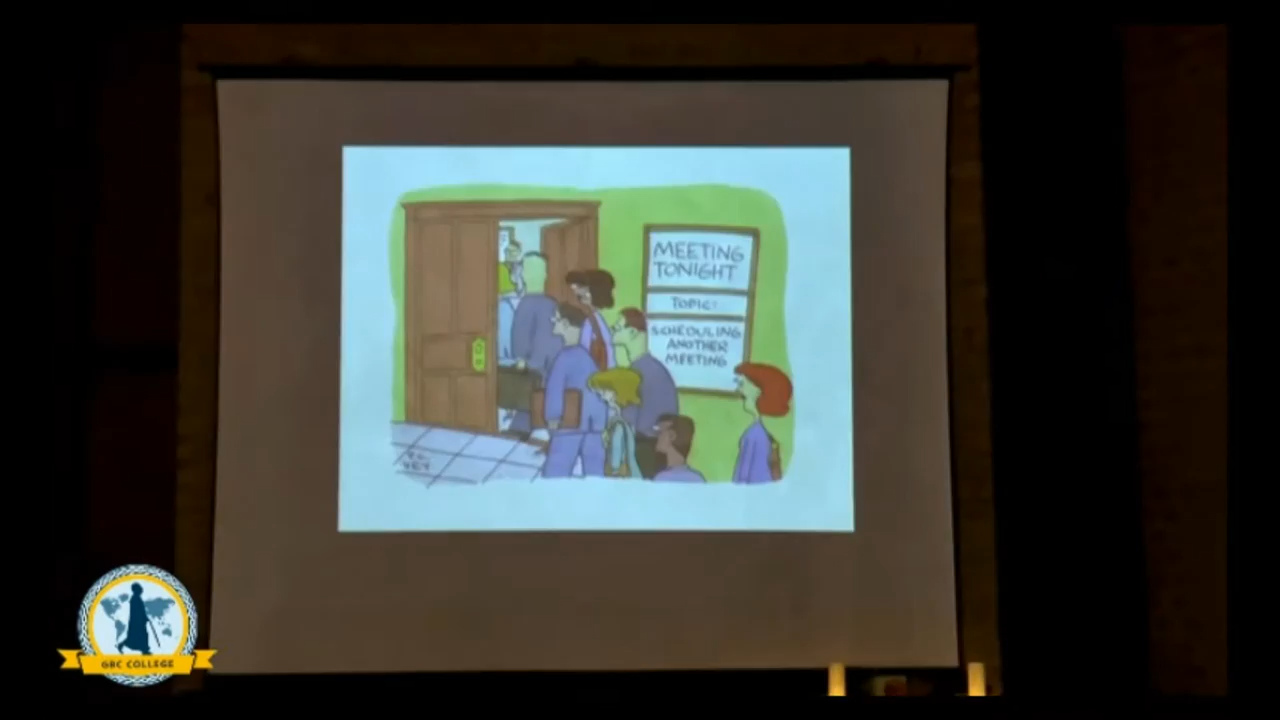 MEETING
TONIGHT
TOPIC:
SCHEDULING
ANOTHER
MEETING
GBC COLLEGE